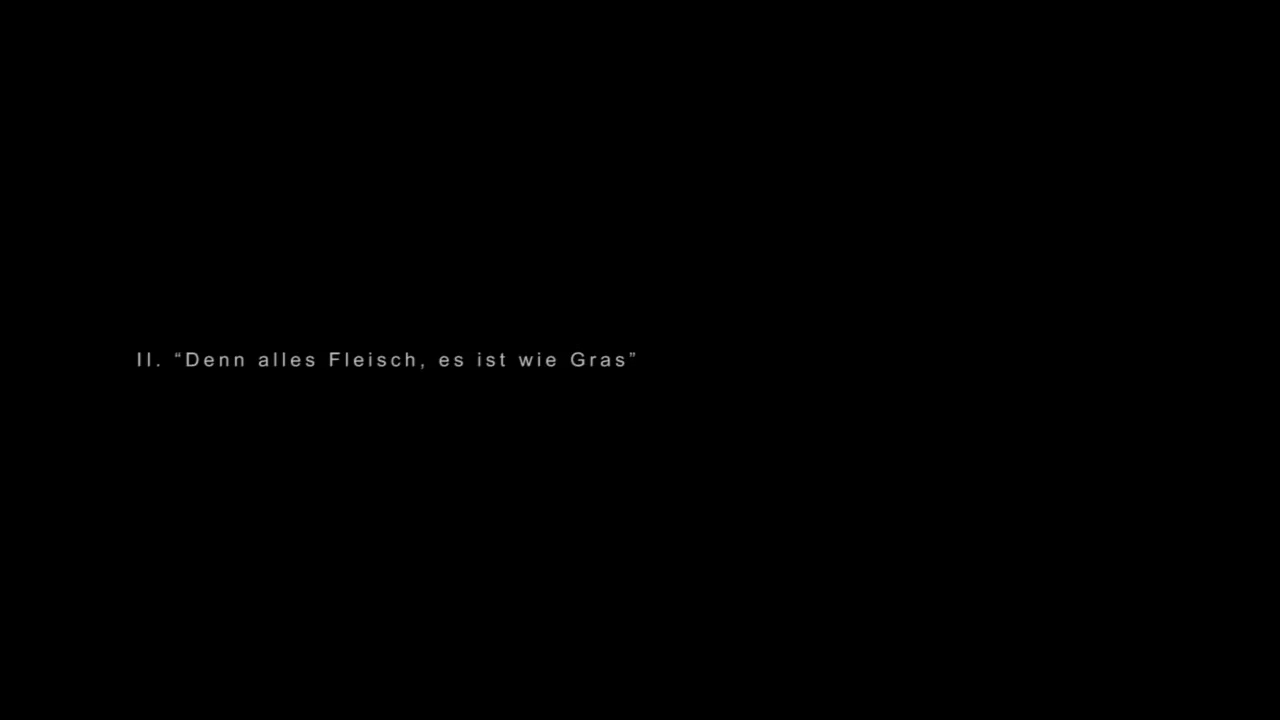 II. “Denn alles Fleisch, es ist wie Gras”